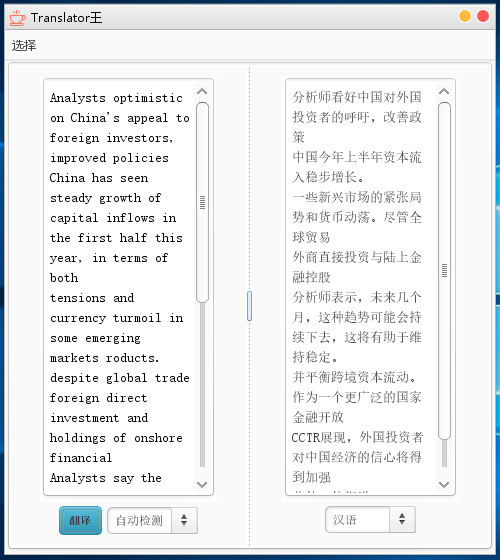 Translator王
选择
Analysts optimistic
on China's appeal to
foreign investors,
improved policies
China has seen
steady growth of
capital inflows in
the first half this
year, in terms of
both
tensions and
currency turmoil in
some emerging
markets roducts.
despite global trade
foreign direct
investment and
holdings of onshore
financial
Analysts say the
分析师看好中国对外国
投资者的呼吁，改善政
策
中国今年上半年资本流
入稳步增长。
一些新兴市场的紧张局
势和货币动荡。尽管全
球贸易
外商直接投资与陆上金
融控股
分析师表示，未来几个
月，这种趋势可能会持
续下去，这将有助于维
持稳定。
并平衡跨境资本流动。
作为一个更广泛的国家
金融开放
CCTR展现，外国投资者
对中国经济的信心将得
到加强
翻译
自动检测
汉语